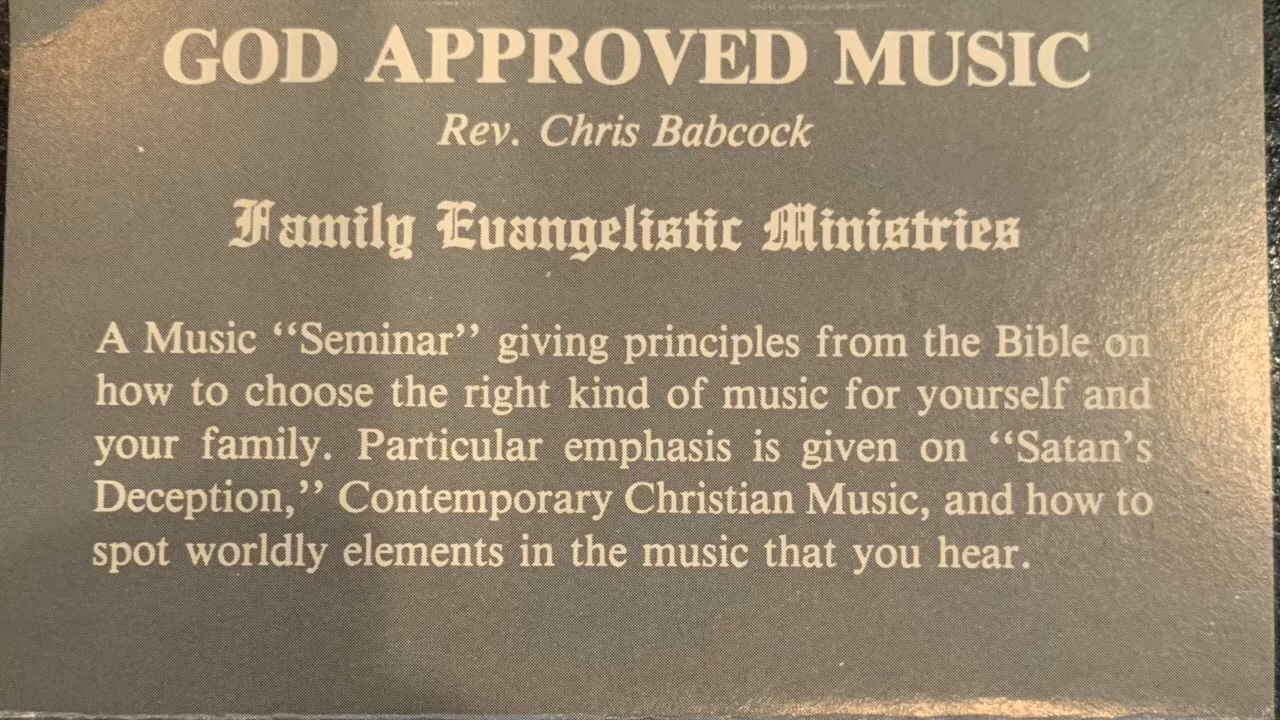 GOD APPROVED MUSIC
Rev. Chris Babcock
Family Evangelistic Ministries
A Music ‘‘Seminar’’ giving principles from the Bible on
how to choose the right kind of music for yourself and
your family. Particular emphasis is given on ‘‘Satan’s
Deception,’’ Contemporary Christian Music, and how to
spot worldly elements in the music that you hear.